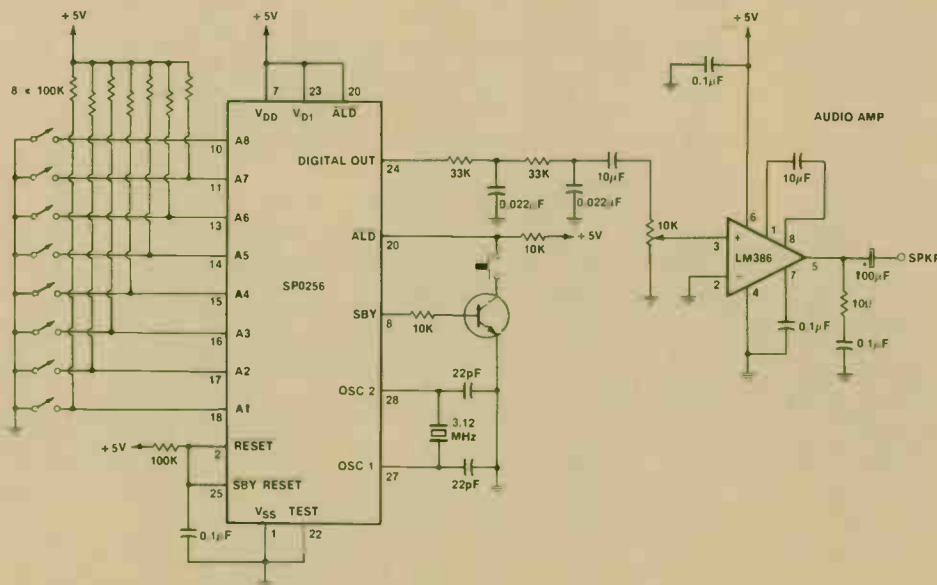 + 5V
8 × 100K
+ 5V
7
23
20
VDD
VD1
ALD
A8
10
A7
11
A6
13
A5
14
A4
15
A3
16
A2
17
A1
18
SP0256
DIGITAL OUT
24
ALD
20
SBY
8
OSC 2
28
OSC 1
27
+ 5V
100K
RESET
2
SBY RESET
25
0.1µF
VSS
1
TEST
22
33K
33K
10µF
0.022µF
0.022µF
10K
+ 5V
10K
22pF
3.12
MHz
22pF
+ 5V
0.1µF
AUDIO AMP
10µF
10K
6
1
8
3
+
LM386
5
2
−
4
7
100µF
SPKR
0.1µF
0.1µF